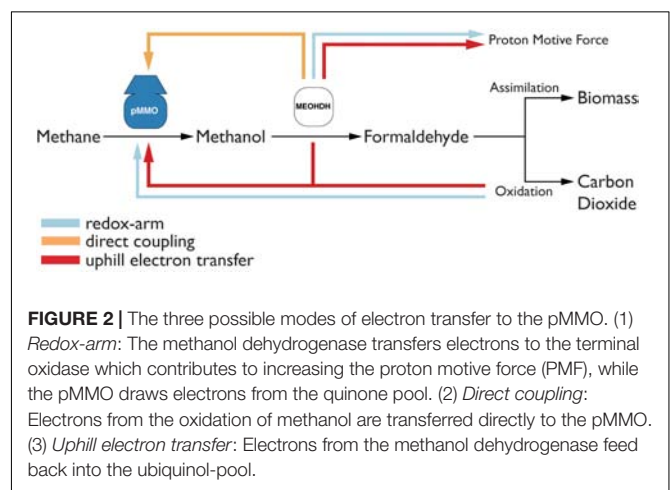 Proton Motive Force
pMMO
MEOHDH
Assimilation
Biomass
Methane
Methanol
Formaldehyde
Oxidation
Carbon
Dioxide
redox-arm
direct coupling
uphill electron transfer
FIGURE 2 | The three possible modes of electron transfer to the pMMO. (1)
Redox-arm: The methanol dehydrogenase transfers electrons to the terminal
oxidase which contributes to increasing the proton motive force (PMF), while
the pMMO draws electrons from the quinone pool. (2) Direct coupling:
Electrons from the oxidation of methanol are transferred directly to the pMMO.
(3) Uphill electron transfer: Electrons from the methanol dehydrogenase feed
back into the ubiquinol-pool.